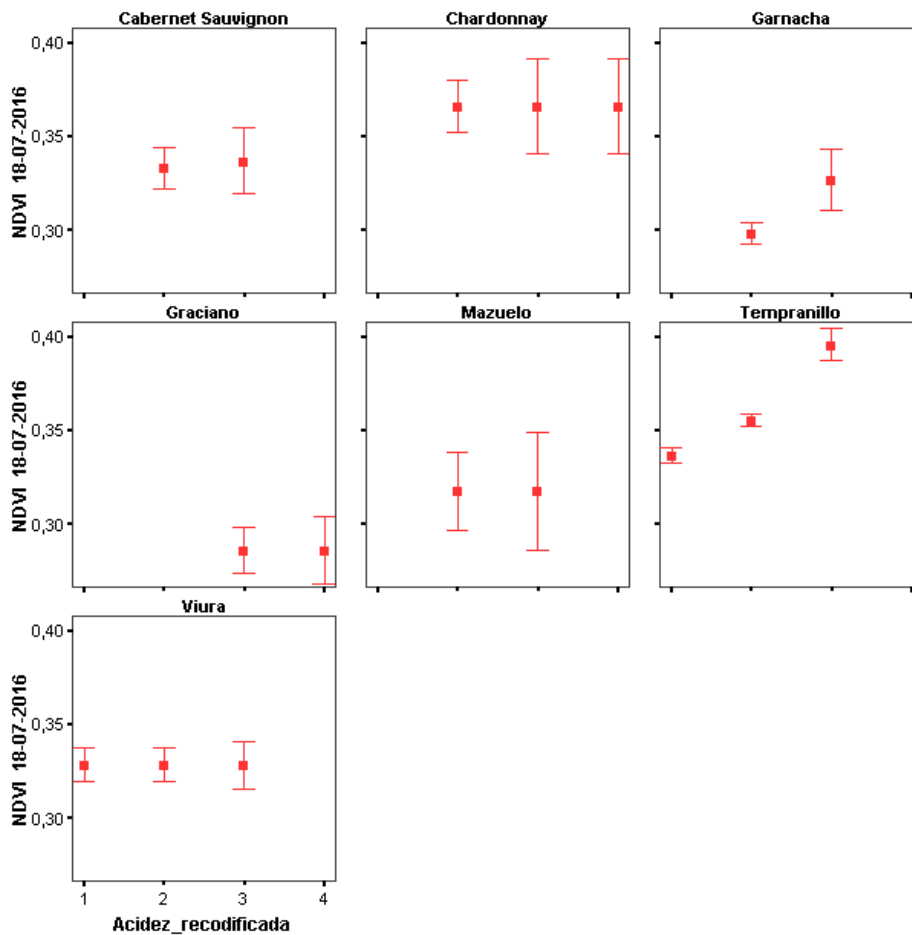 Cabernet Sauvignon
Chardonnay
Garnacha
NDVI 18-07-2016
0,40
0,35
0,30
Graciano
Mazuelo
Tempranillo
NDVI 18-07-2016
0,40
0,35
0,30
Viura
NDVI 18-07-2016
0,40
0,35
0,30
1 2 3 4
Acidez_recodificada